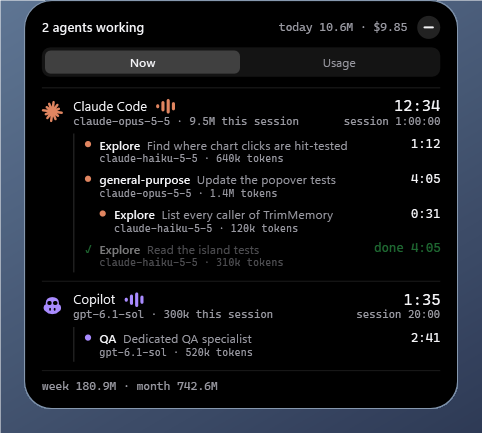 2 agents working today 10.6M · $9.85
Now Usage
Claude Code 12:34
claude-opus-5-5 · 9.5M this session session 1:00:00
Explore Find where chart clicks are hit-tested 1:12
claude-haiku-5-5 · 640k tokens
general-purpose Update the popover tests 4:05
claude-opus-5-5 · 1.4M tokens
Explore List every caller of TrimMemory 0:31
claude-haiku-5-5 · 120k tokens
✓ Explore Read the island tests done 4:05
claude-haiku-5-5 · 310k tokens
Copilot 1:35
gpt-6.1-sol · 300k this session session 20:00
QA Dedicated QA specialist 2:41
gpt-6.1-sol · 520k tokens
week 180.9M · month 742.6M